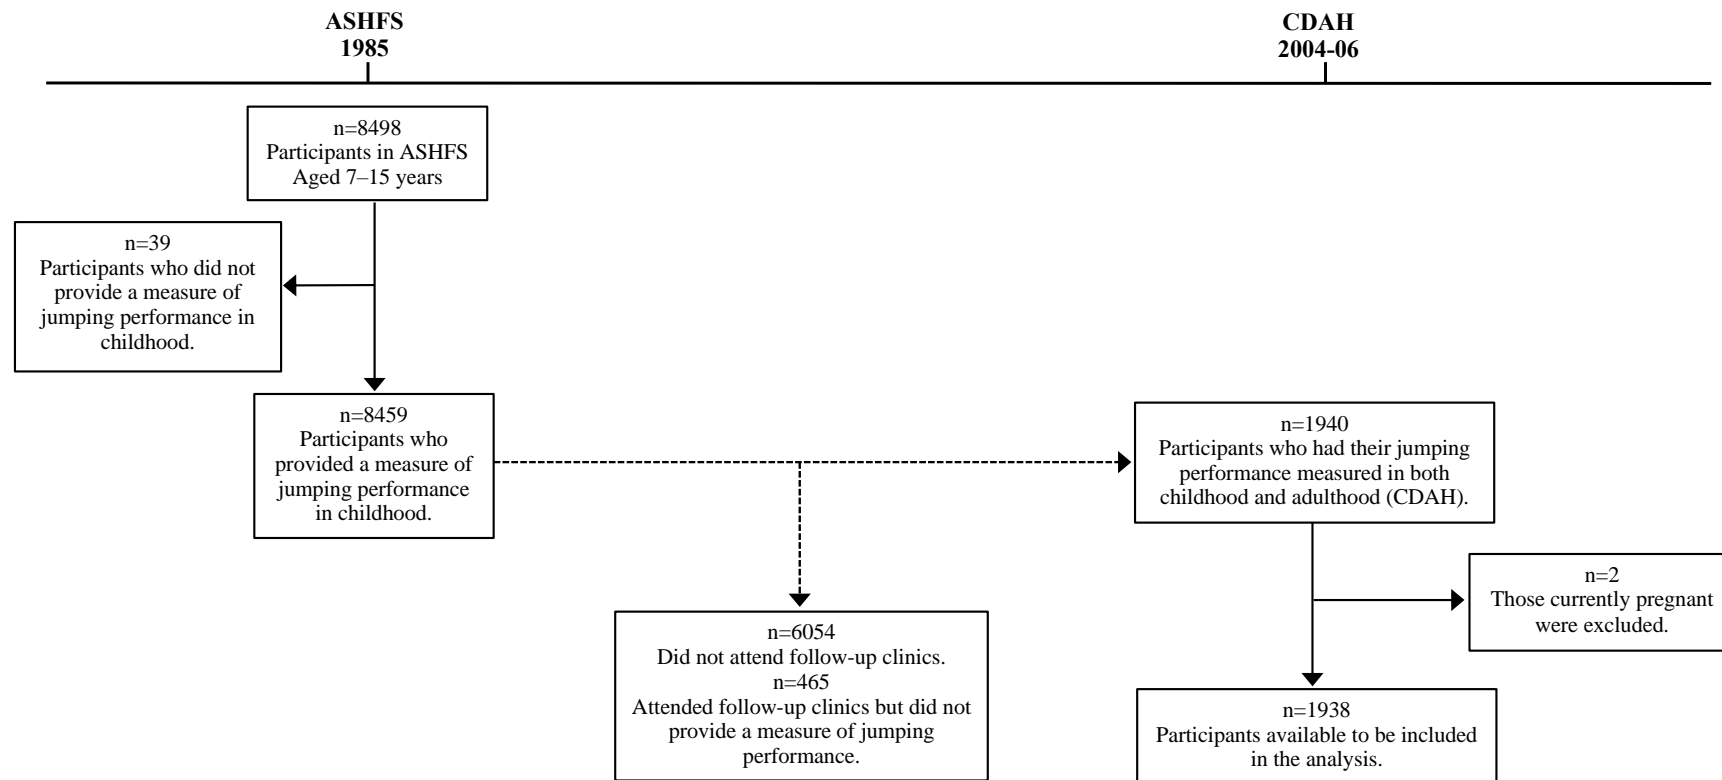 ASHFS
1985
CDAH
2004-06
n=8498
Participants in ASHFS
Aged 7–15 years
n=39
Participants who did not
provide a measure of
jumping performance in
childhood.
n=8459
Participants who
provided a measure of
jumping performance
in childhood.
n=1940
Participants who had their jumping
performance measured in both
childhood and adulthood (CDAH).
n=2
Those currently pregnant
were excluded.
n=6054
Did not attend follow-up clinics.
n=465
Attended follow-up clinics but did not
provide a measure of jumping
performance.
n=1938
Participants available to be included
in the analysis.